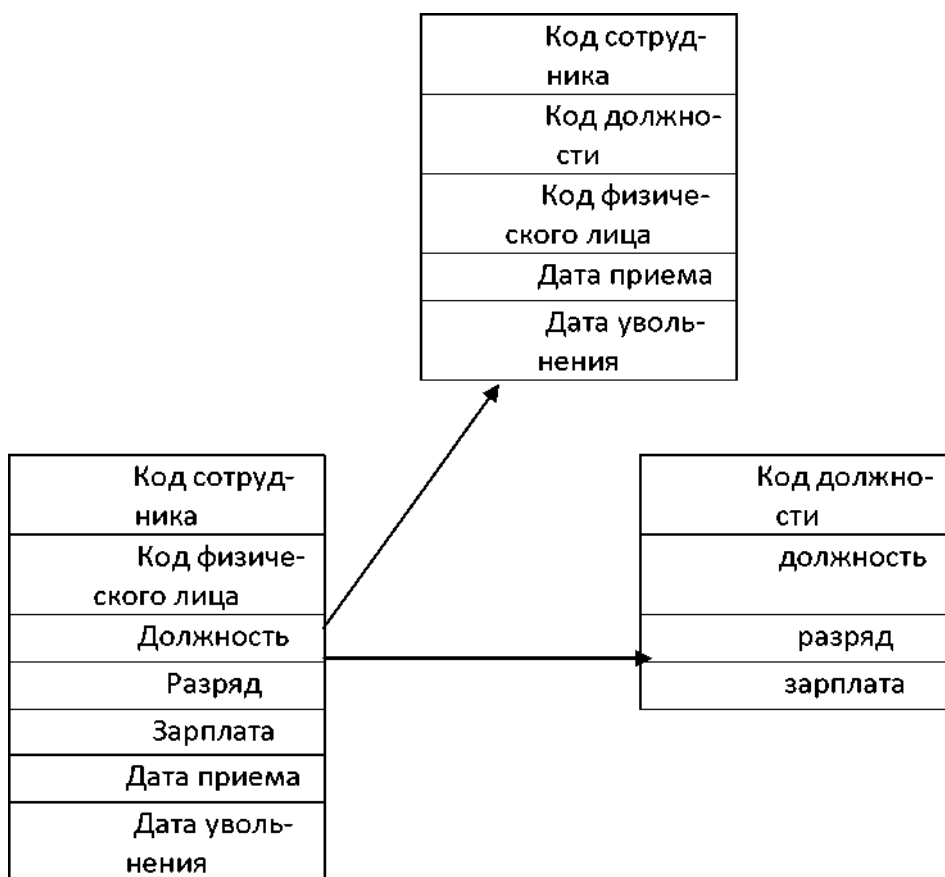 Код сотруд-
ника
Код должно-
сти
Код физиче-
ского лица
Дата приема
Дата уволь-
нения
Код сотруд-
ника
Код физиче-
ского лица
Должность
Разряд
Зарплата
Дата приема
Дата уволь-
нения
Код должно-
сти
должность
разряд
зарплата